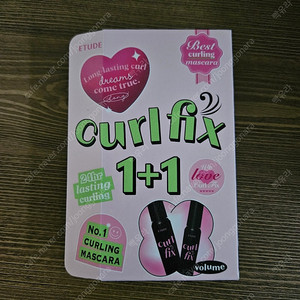 ETUDE
Long lasting curl
dreams
come true.
Best
curling
mascara
curl fix
1+1
24hr
lasting
curling
love
No.1
CURLING
MASCARA
curl
fix
volume